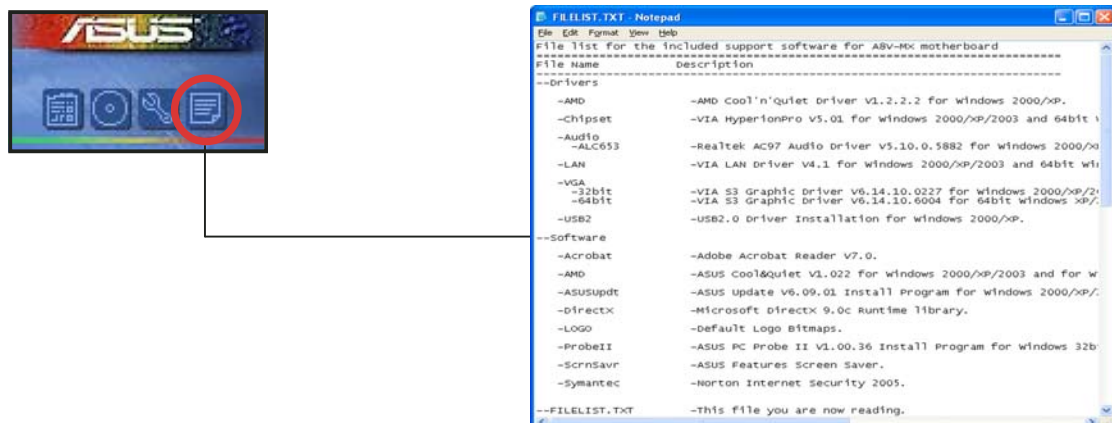 ASUS
FILELIST.TXT - Notepad
File Edit Format View Help
File list for the included support software for A8V-MX motherboard
================================================================
File Name Description
================================================================
--Drivers
-AMD -AMD Cool'n'Quiet Driver V1.2.2.2 for Windows 2000/XP.
-Chipset -VIA HyperionPro V5.01 for Windows 2000/XP/2003 and 64bit
-Audio
-ALC653 -Realtek AC97 Audio Driver V5.10.0.5882 for Windows 2000/
-LAN -VIA LAN Driver V4.1 for Windows 2000/XP/2003 and 64bit
-VGA
-32bit -VIA S3 Graphic Driver V6.14.10.0227 for Windows 2000/XP/
-64bit -VIA S3 Graphic Driver V6.14.10.6004 for 64bit Windows XP/
-USB2 -USB2.0 Driver Installation for Windows 2000/XP.
--Software
-Acrobat -Adobe Acrobat Reader V7.0.
-AMD -ASUS Cool&Quiet V1.022 for Windows 2000/XP/2003 and for
-ASUSUpdt -ASUS Update V6.09.01 Install Program for Windows 2000/XP/
-DirectX -Microsoft DirectX 9.0c Runtime library.
-LOGO -Default Logo Bitmaps.
-ProbeII -ASUS PC Probe II V1.00.36 Install Program for Windows 32b
-ScrnSavr -ASUS Features Screen Saver.
-Symantec -Norton Internet Security 2005.
--FILELIST.TXT -This file you are now reading.